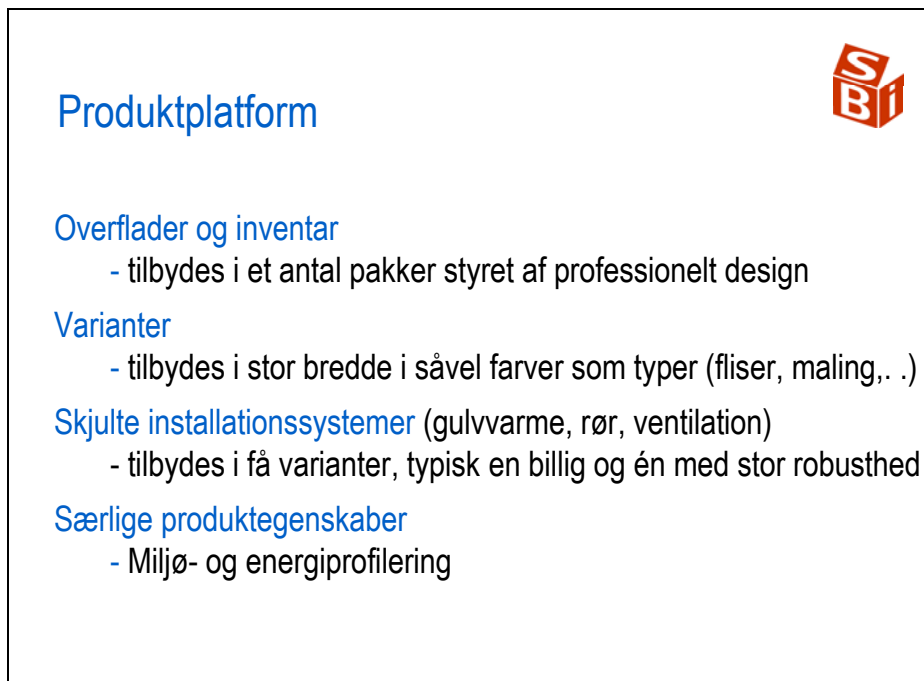 SBi
Produktplatform
Overflader og inventar
- tilbydes i et antal pakker styret af professionelt design
Varianter
- tilbydes i stor bredde i såvel farver som typer (fliser, maling,. .)
Skjulte installationssystemer (gulvvarme, rør, ventilation)
- tilbydes i få varianter, typisk en billig og én med stor robusthed
Særlige produktegenskaber
- Miljø- og energiprofilering